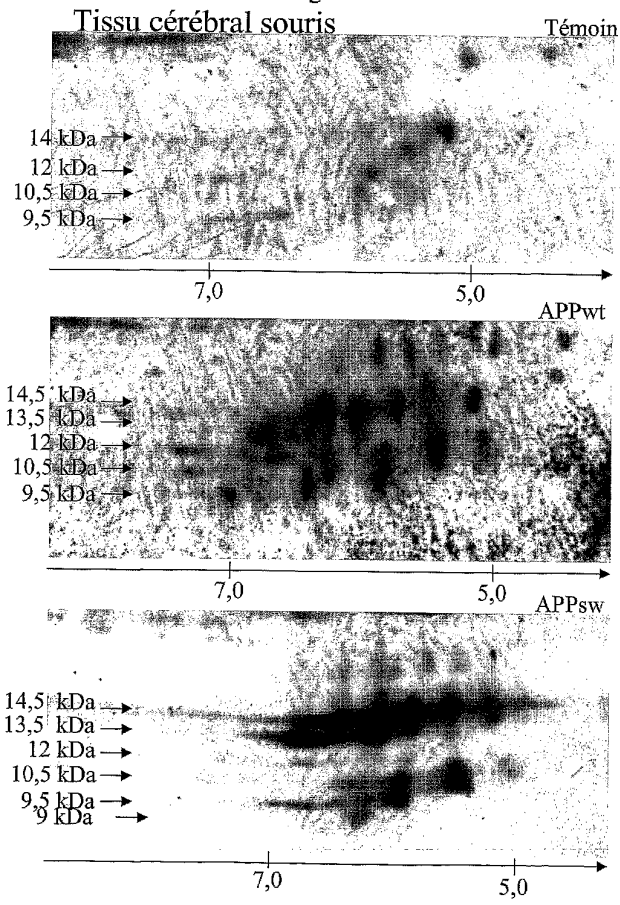 Tissu cérébral souris
Témoin
14 kDa
12 kDa
10,5 kDa
9,5 kDa
7,0 5,0
APPwt
14,5 kDa
13,5 kDa
12 kDa
10,5 kDa
9,5 kDa
7,0 5,0
APPsw
14,5 kDa
13,5 kDa
12 kDa
10,5 kDa
9,5 kDa
9 kDa
7,0 5,0